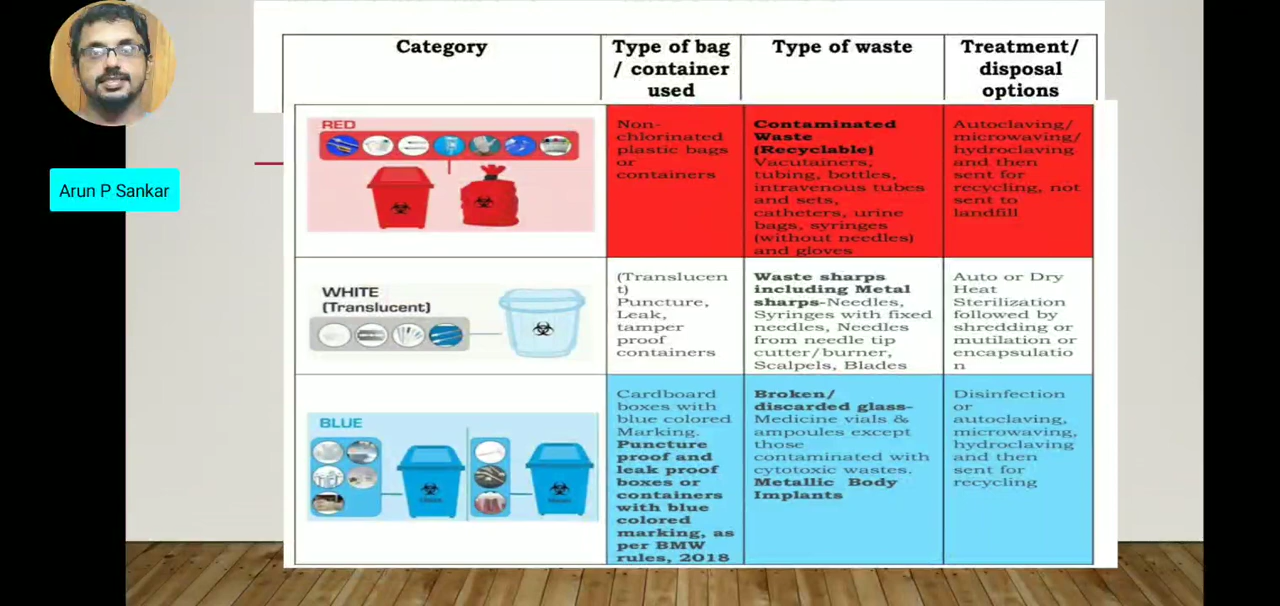 Category
Type of bag
/ container
used
Type of waste
Treatment/
disposal
options
Arun P Sankar
RED
Non-
chlorinated
plastic bags
or
containers
Contaminated
Waste
(Recyclable)
Vacutainers,
tubing, bottles,
intravenous tubes
and sets,
catheters, urine
bags, syringes
(without needles)
and gloves
Autoclaving/
microwaving/
hydroclaving
and then
sent for
recycling, not
sent to
landfill
WHITE
(Translucent)
(Translucen
t)
Puncture,
Leak,
tamper
proof
containers
Waste sharps
including Metal
sharps-Needles,
Syringes with fixed
needles, Needles
from needle tip
cutter/burner,
Scalpels, Blades
Auto or Dry
Heat
Sterilization
followed by
shredding or
mutilation or
encapsulatio
n
BLUE
Cardboard
boxes with
blue colored
Marking.
Puncture
proof and
leak proof
boxes or
containers
with blue
colored
marking, as
per BMW
rules, 2018
Broken/
discarded glass-
Medicine vials &
ampoules except
those
contaminated with
cytotoxic wastes.
Metallic Body
Implants
Disinfection
or
autoclaving,
microwaving,
hydroclaving
and then
sent for
recycling